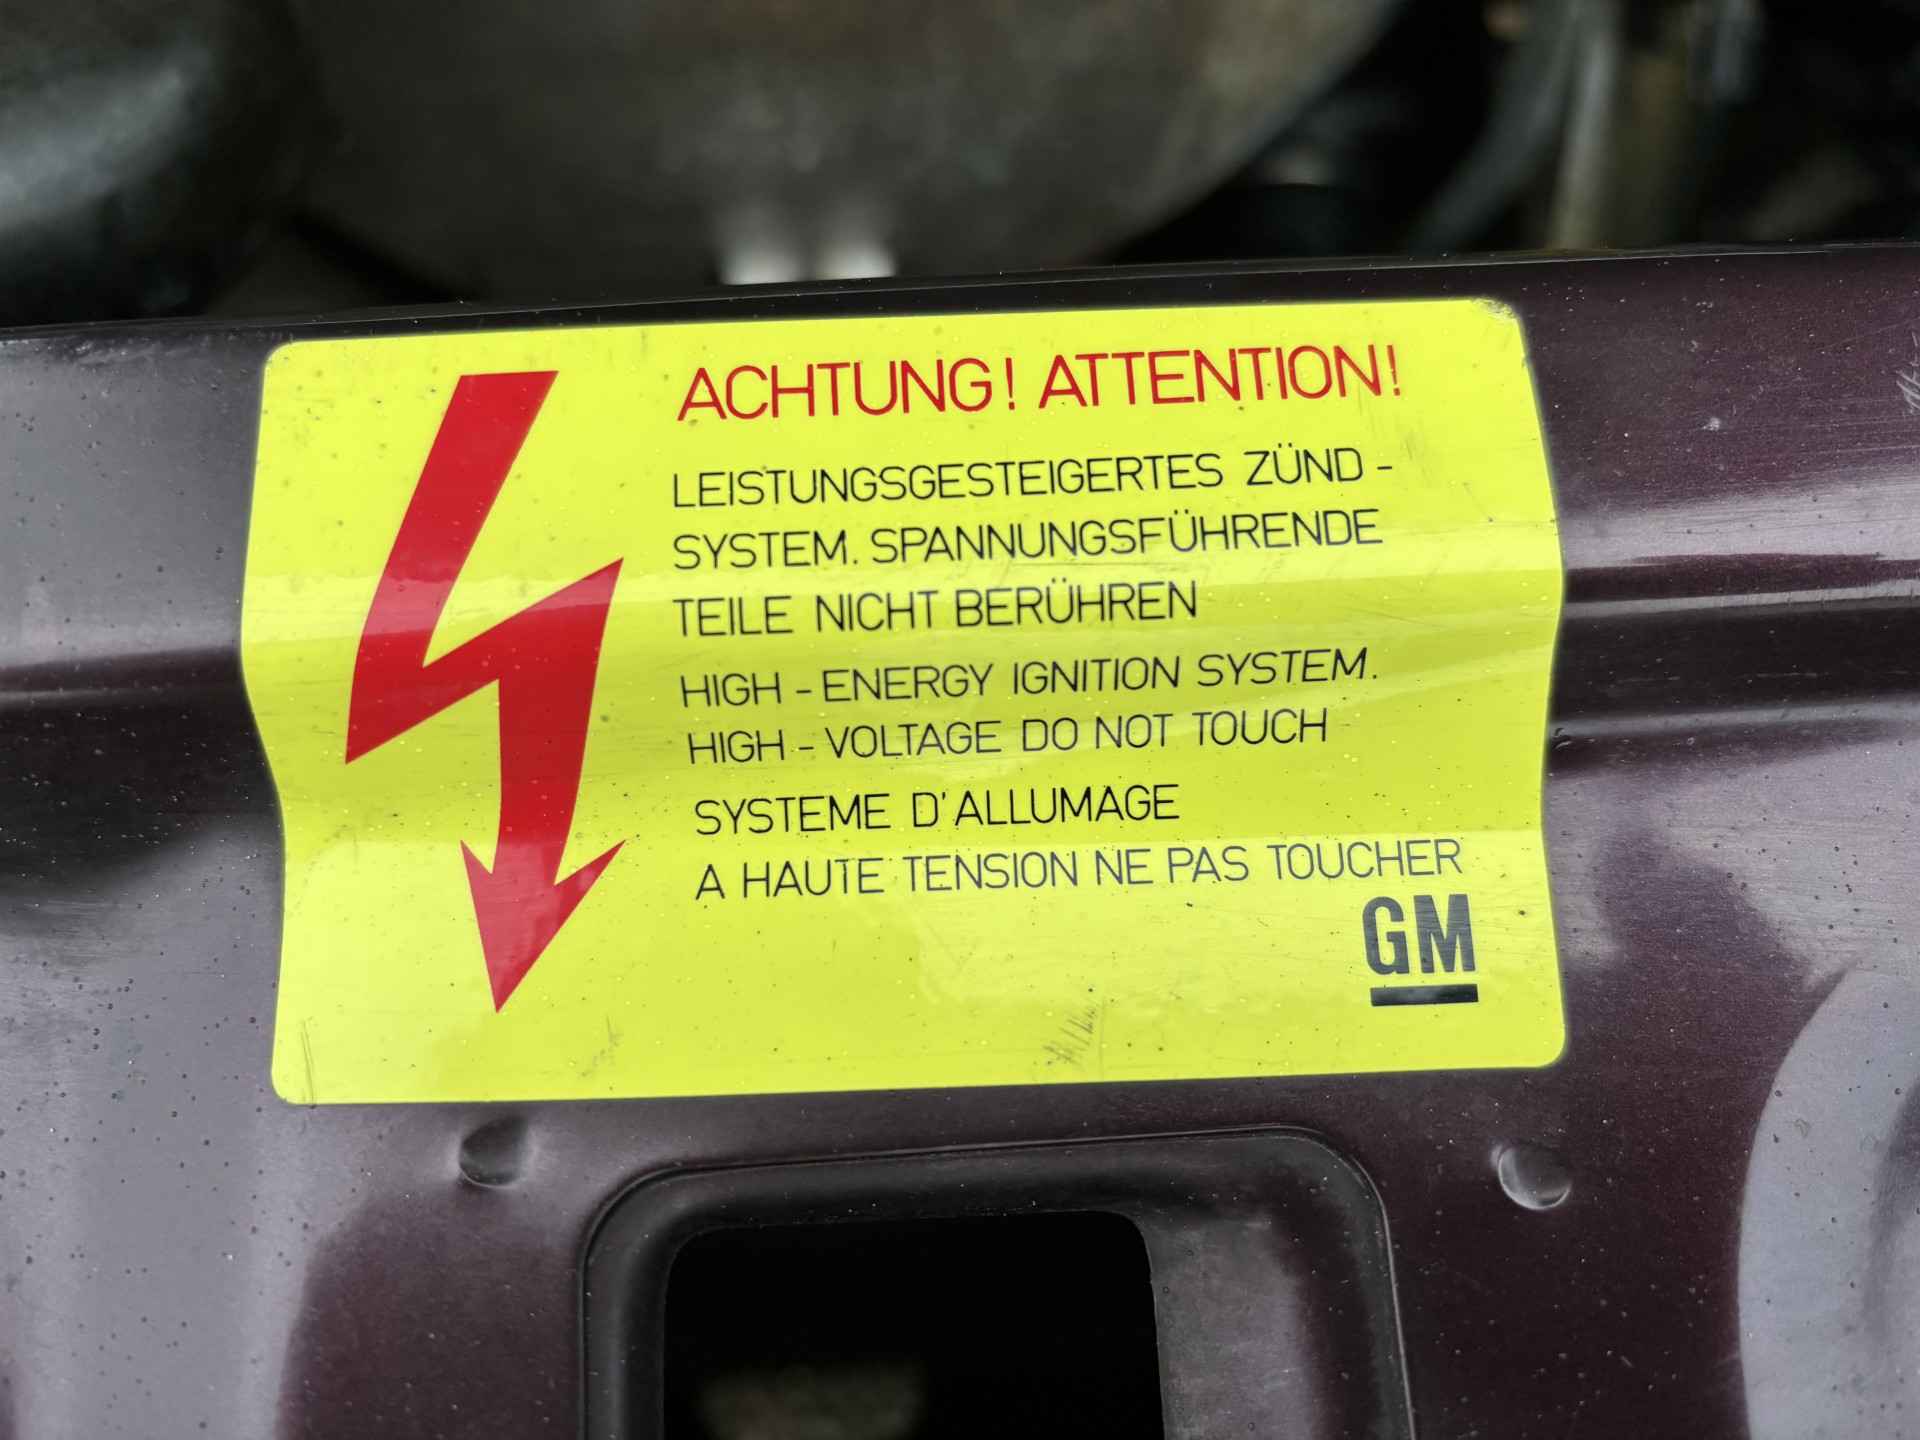 ACHTUNG! ATTENTION!
LEISTUNGSGESTEIGERTES ZÜND -
SYSTEM. SPANNUNGSFÜHRENDE
TEILE NICHT BERÜHREN
HIGH - ENERGY IGNITION SYSTEM.
HIGH - VOLTAGE DO NOT TOUCH
SYSTEME D'ALLUMAGE
A HAUTE TENSION NE PAS TOUCHER
GM